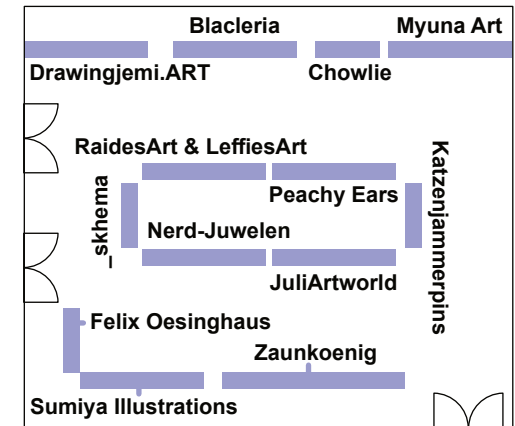 Blacleria
Myuna Art
Drawingjemi.ART
Chowlie
RaidesArt & LeffiesArt
Peachy Ears
_skhema
Katzenjammerpins
Nerd-Juwelen
JuliArtworld
Felix Oesinghaus
Zaunkoenig
Sumiya Illustrations